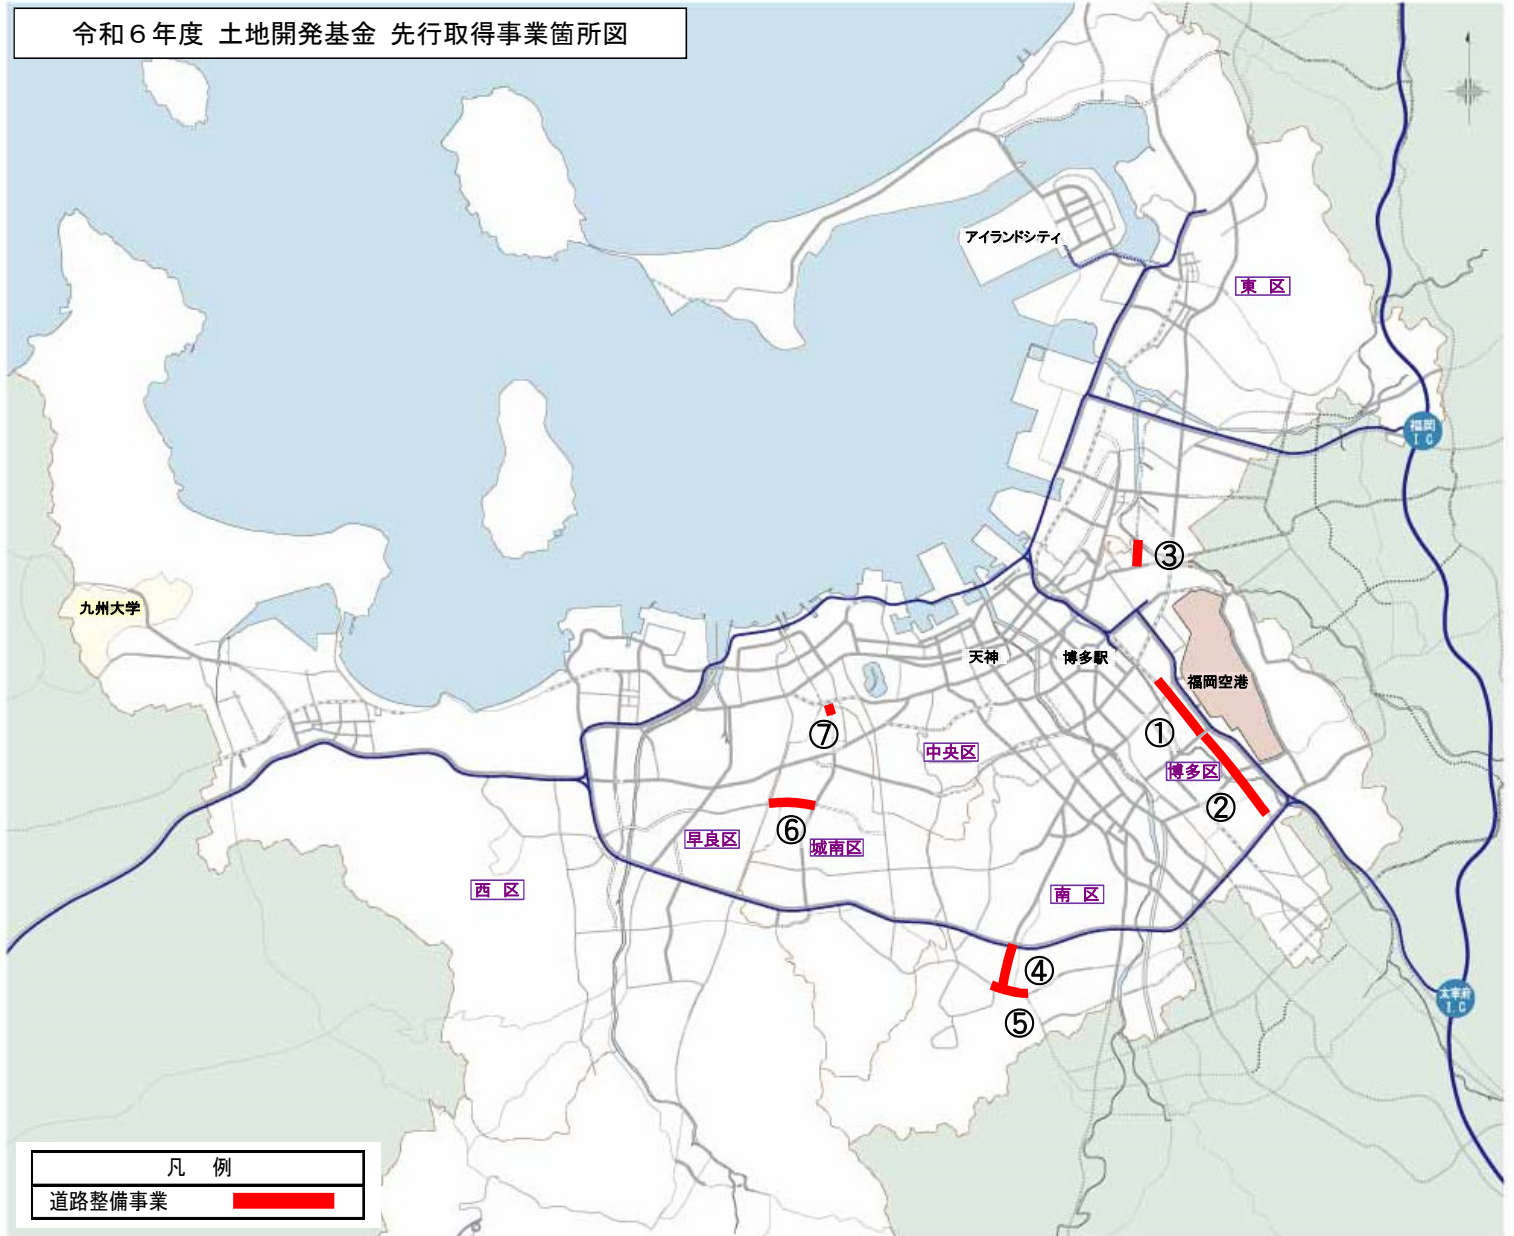 令和６年度 土地開発基金 先行取得事業箇所図
アイランドシティ
東 区
福岡
ＩＣ
③
九州大学
天神
博多駅
福岡空港
⑦
①
中央区
博多区
②
⑥
早良区
城南区
西 区
南 区
④
太宰府
ＩＣ
⑤
凡 例
道路整備事業